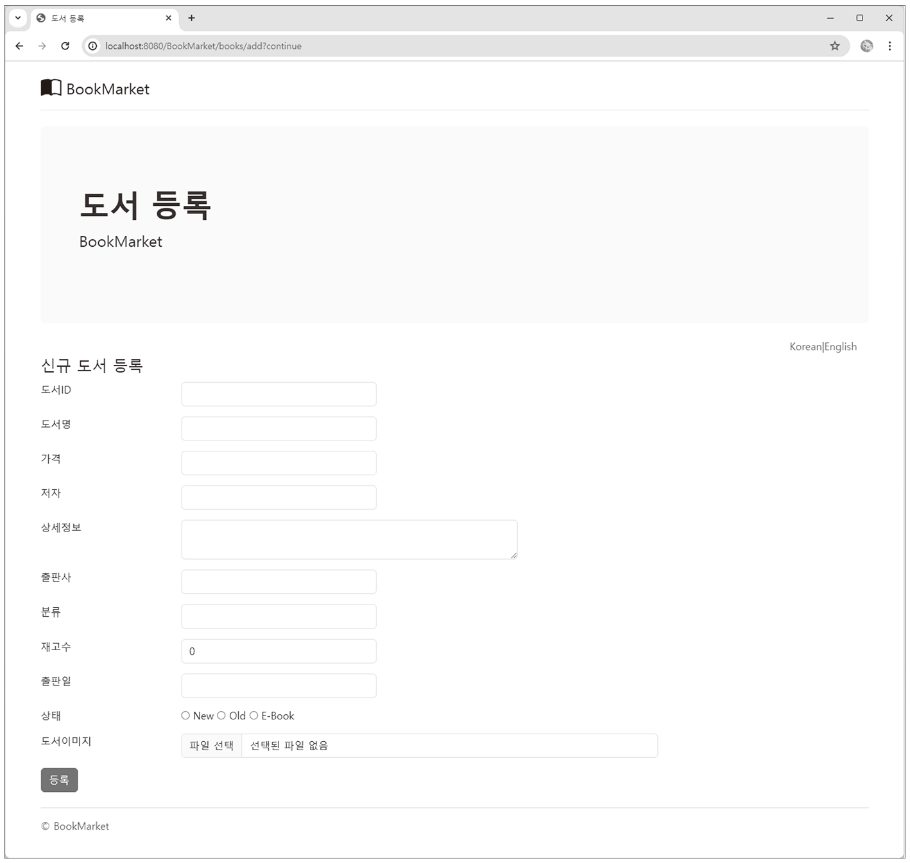 도서 등록
localhost:8080/BookMarket/books/add?continue
BookMarket
도서 등록
BookMarket
Korean|English
신규 도서 등록
도서ID
도서명
가격
저자
상세정보
출판사
분류
재고수 0
출판일
상태 New Old E-Book
도서이미지 파일 선택 선택된 파일 없음
등록
© BookMarket